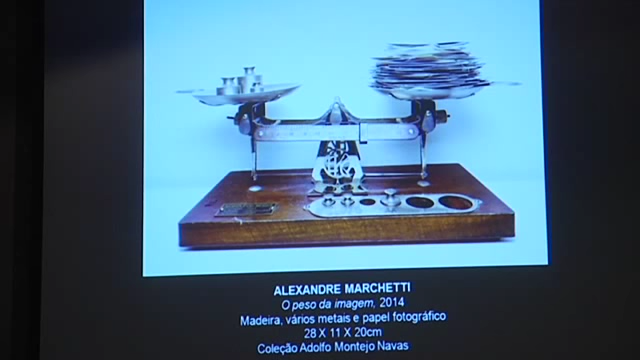 ALEXANDRE MARCHETTI
O peso da imagem, 2014
Madeira, vários metais e papel fotográfico
28 X 11 X 20cm
Coleção Adolfo Montejo Navas